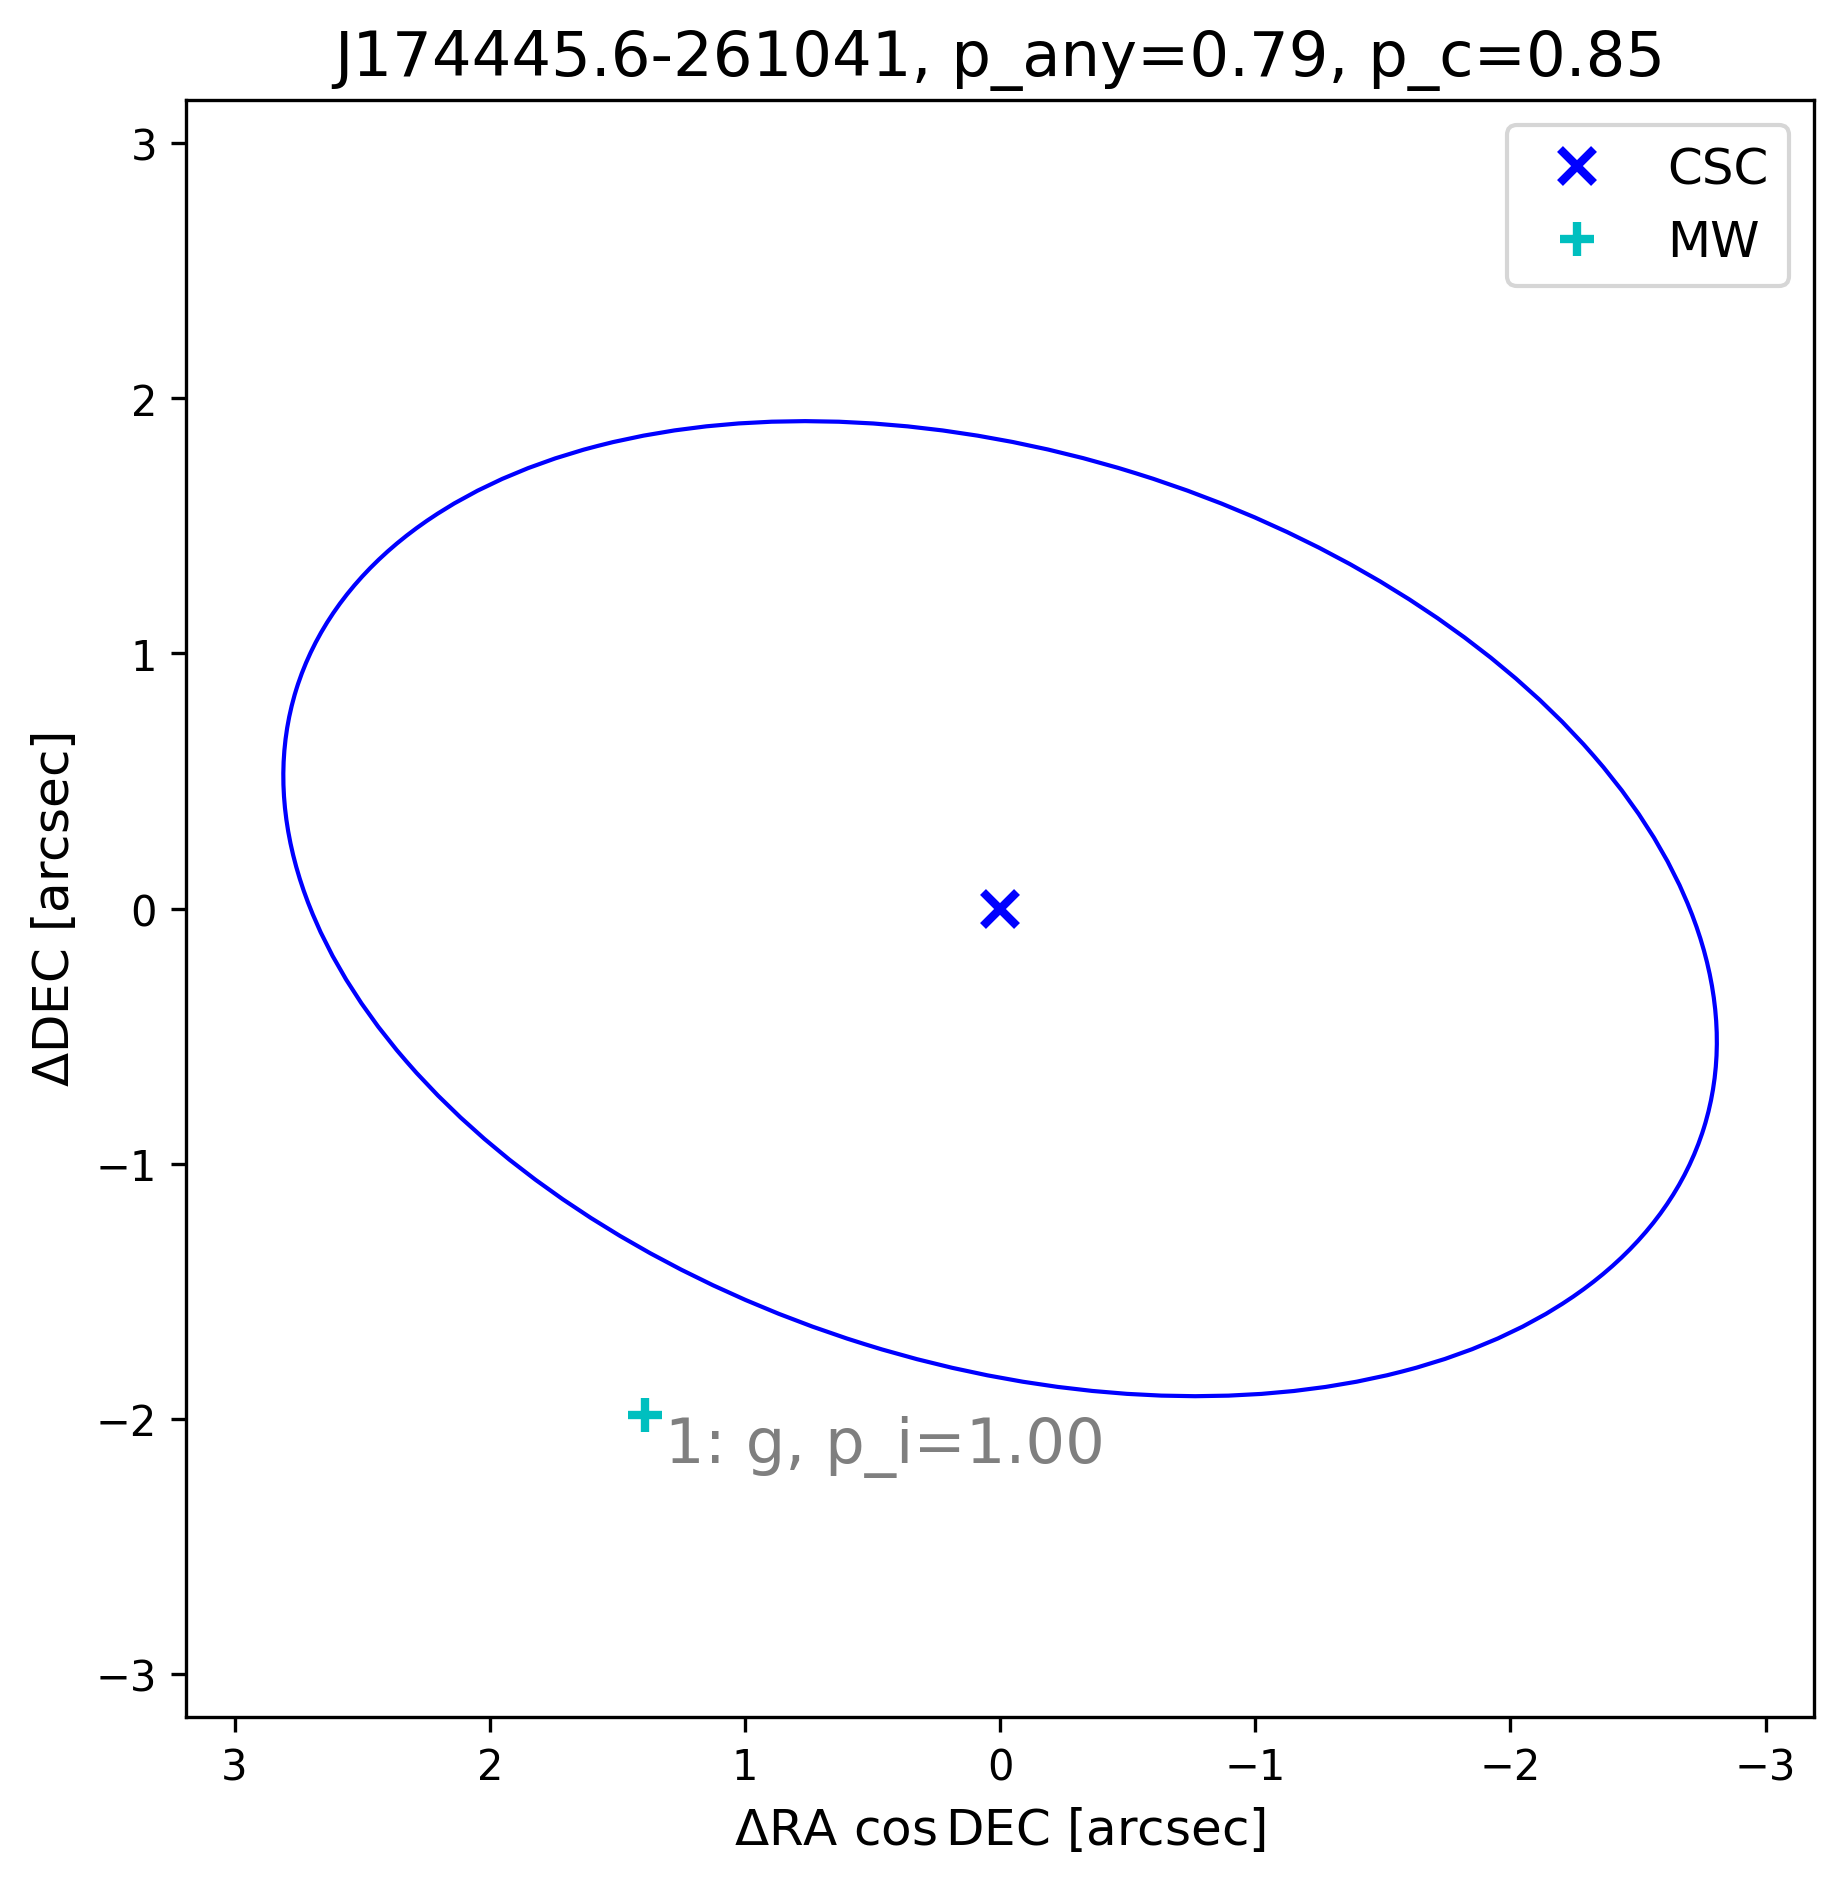 J174445.6-261041, p_any=0.79, p_c=0.85
CSC
MW
3
2
1
0
−1
−2
−3
ΔDEC [arcsec]
1: g, p_i=1.00
3 2 1 0 −1 −2 −3
ΔRA cos DEC [arcsec]